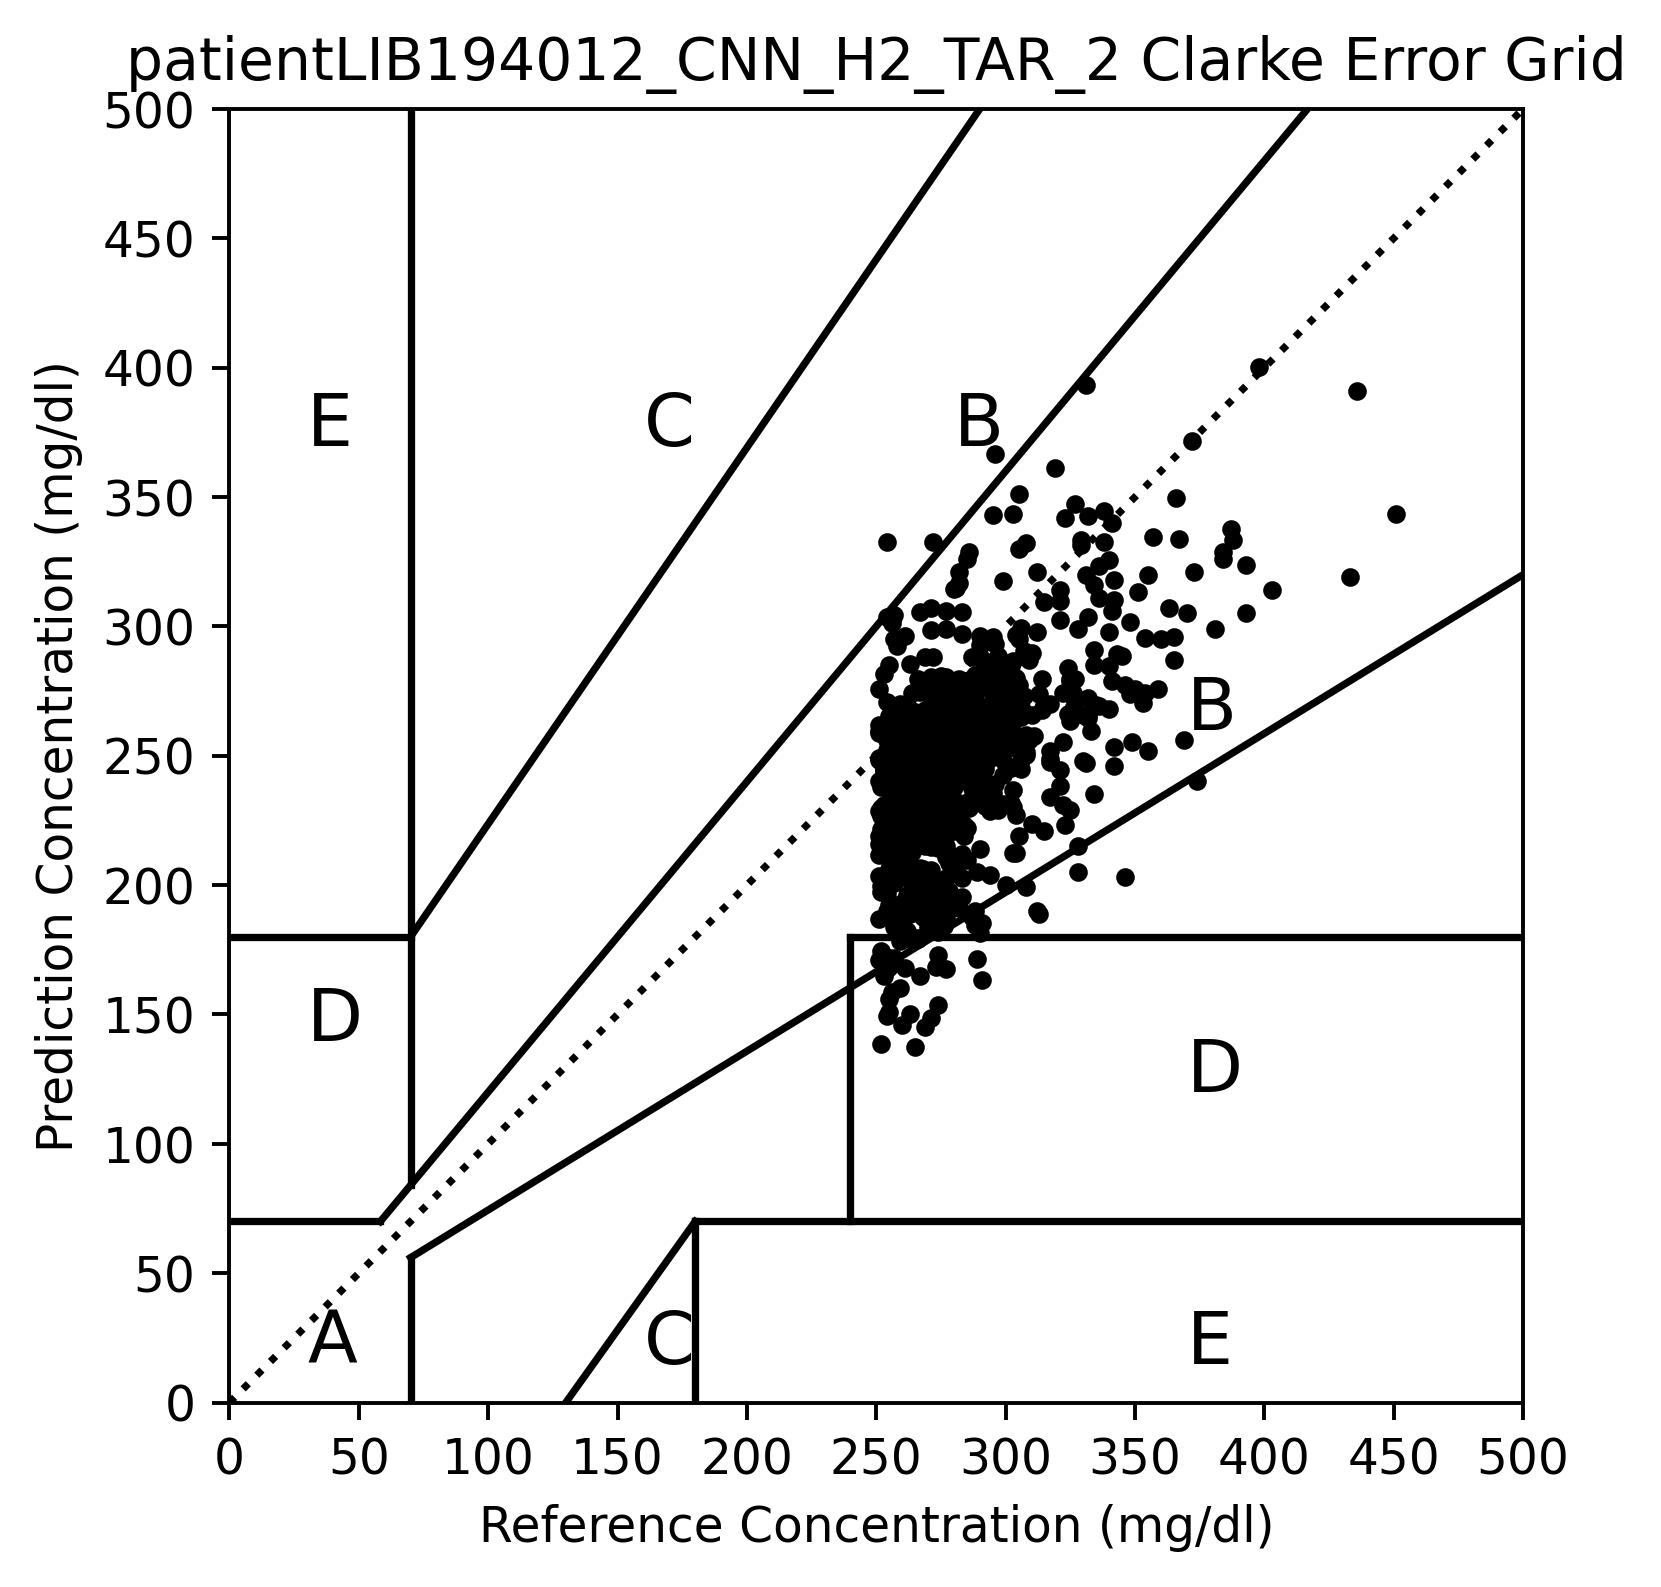 patientLIB194012_CNN_H2_TAR_2 Clarke Error Grid
Prediction Concentration (mg/dl)
500
450
400
350
300
250
200
150
100
50
0
E
C
B
B
D
D
A
C
E
0 50 100 150 200 250 300 350 400 450 500
Reference Concentration (mg/dl)